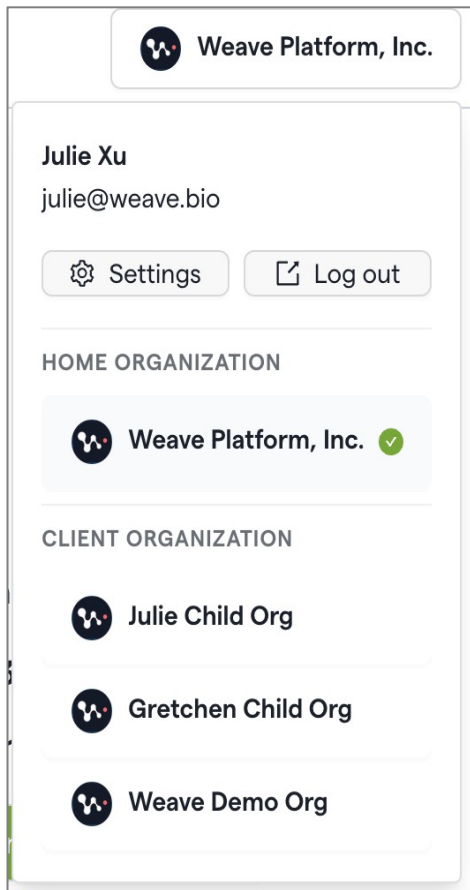 Weave Platform, Inc.
Julie Xu
julie@weave.bio
Settings
Log out
HOME ORGANIZATION
Weave Platform, Inc.
CLIENT ORGANIZATION
Julie Child Org
Gretchen Child Org
Weave Demo Org